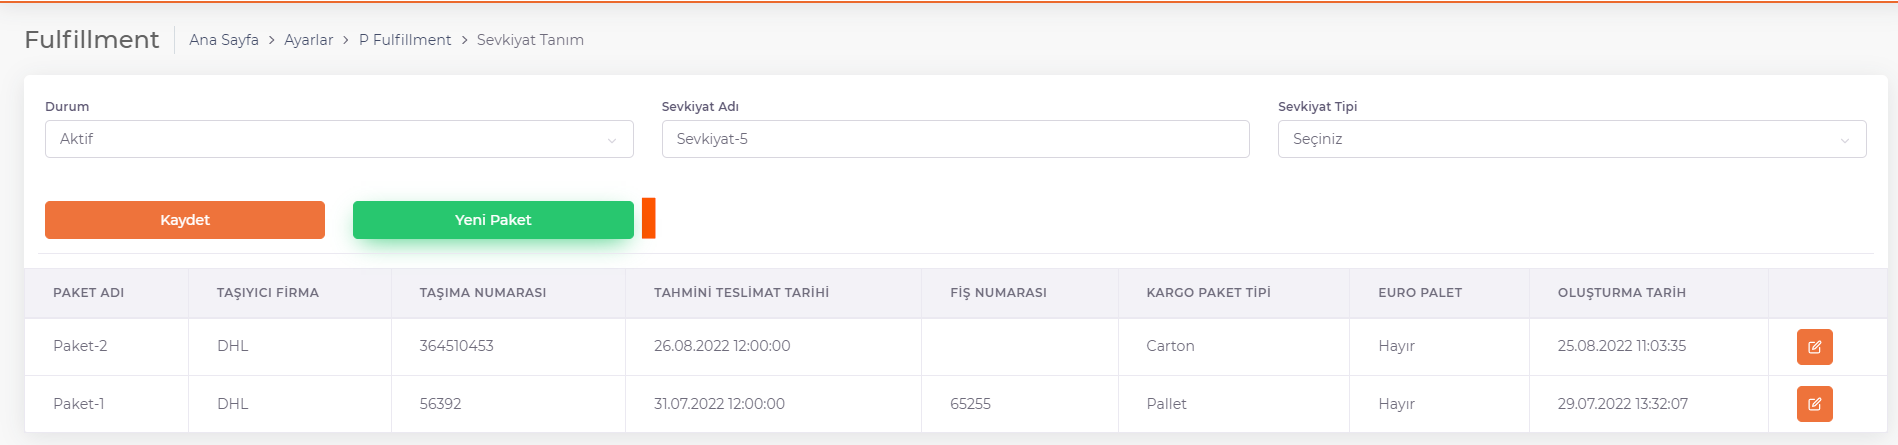 Fulfillment Ana Sayfa > Ayarlar > P Fulfillment > Sevkiyat Tanım
Durum Sevkiyat Adı Sevkiyat Tipi
Aktif Sevkiyat-5 Seçiniz
Kaydet Yeni Paket
PAKET ADI TAŞIYICI FİRMA TAŞIMA NUMARASI TAHMİNİ TESLİMAT TARİHİ FİŞ NUMARASI KARGO PAKET TİPİ EURO PALET OLUŞTURMA TARİH
Paket-2 DHL 364510453 26.08.2022 12:00:00 Carton Hayır 25.08.2022 11:03:35
Paket-1 DHL 56392 31.07.2022 12:00:00 65255 Pallet Hayır 29.07.2022 13:32:07